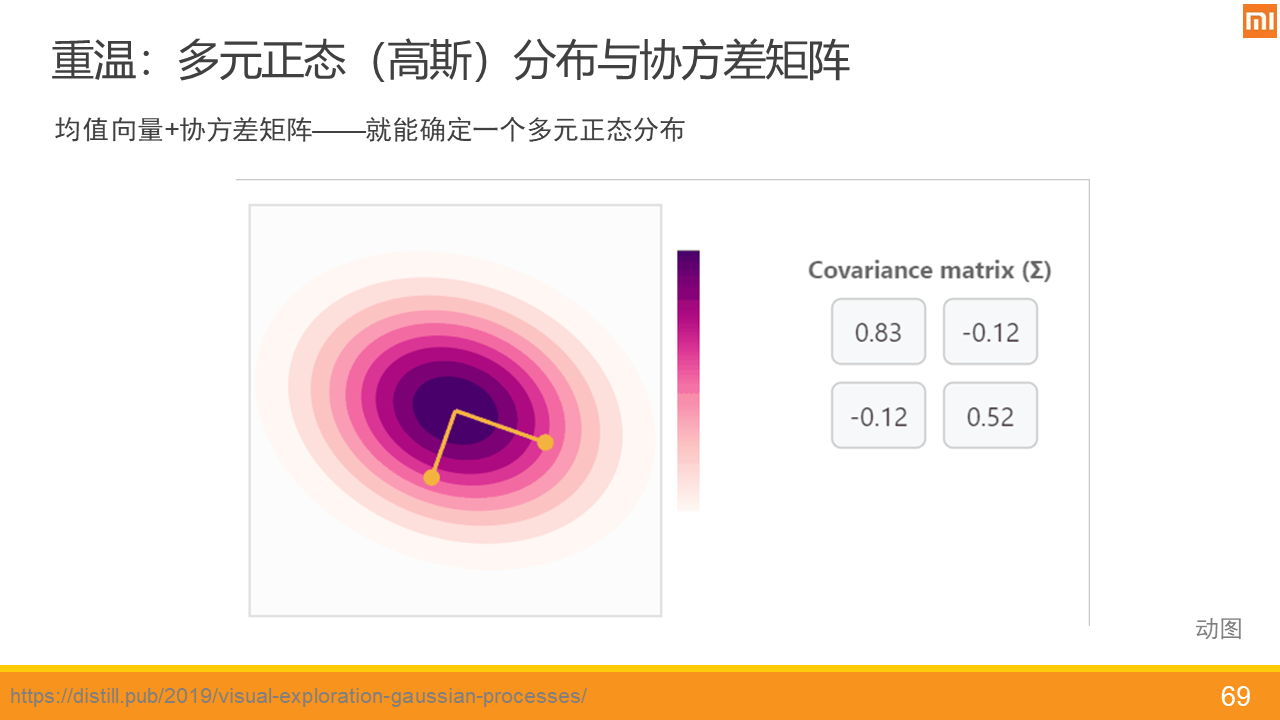 mi
重温：多元正态（高斯）分布与协方差矩阵
均值向量+协方差矩阵——就能确定一个多元正态分布
Covariance matrix (Σ)
0.83 -0.12
-0.12 0.52
动图
https://distill.pub/2019/visual-exploration-gaussian-processes/
69